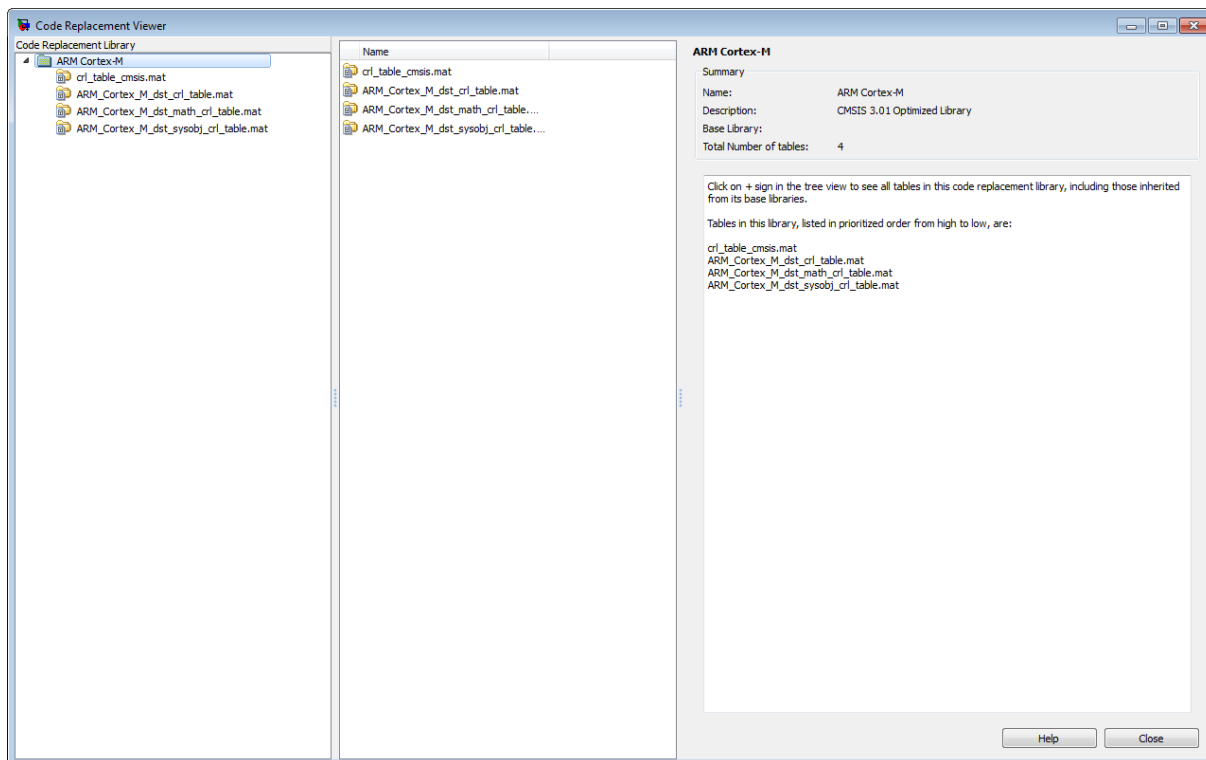 Code Replacement Viewer
Code Replacement Library
ARM Cortex-M
crl_table_cmsis.mat
ARM_Cortex_M_dst_crl_table.mat
ARM_Cortex_M_dst_math_crl_table.mat
ARM_Cortex_M_dst_sysobj_crl_table.mat
Name
crl_table_cmsis.mat
ARM_Cortex_M_dst_crl_table.mat
ARM_Cortex_M_dst_math_crl_table....
ARM_Cortex_M_dst_sysobj_crl_table....
ARM Cortex-M
Summary
Name: ARM Cortex-M
Description: CMSIS 3.01 Optimized Library
Base Library:
Total Number of tables: 4
Click on + sign in the tree view to see all tables in this code replacement library, including those inherited
from its base libraries.
Tables in this library, listed in prioritized order from high to low, are:
crl_table_cmsis.mat
ARM_Cortex_M_dst_crl_table.mat
ARM_Cortex_M_dst_math_crl_table.mat
ARM_Cortex_M_dst_sysobj_crl_table.mat
Help Close